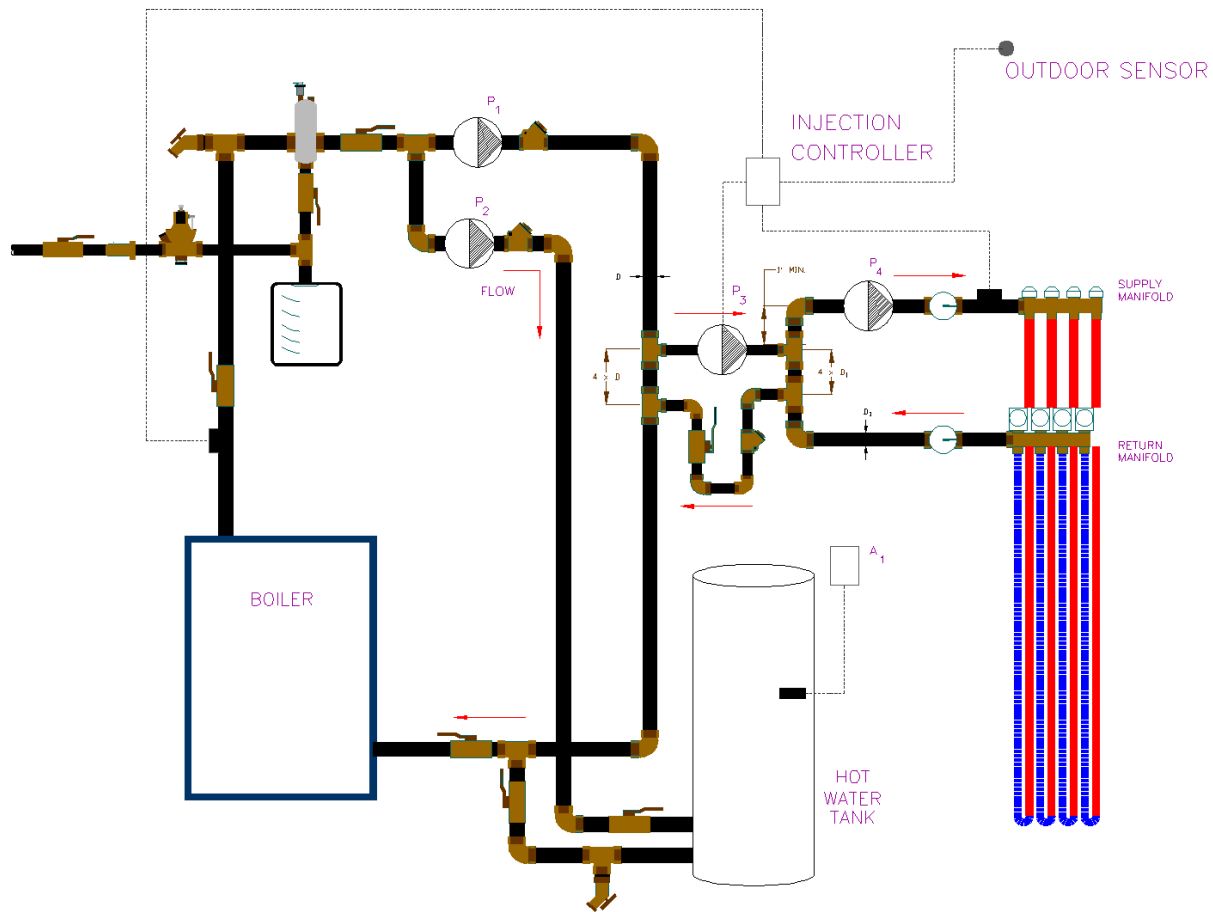 P1
OUTDOOR SENSOR
INJECTION
CONTROLLER
P2
FLOW
D
1' MIN.
P4
P3
SUPPLY
MANIFOLD
4 × D
4 × D1
RETURN
MANIFOLD
A1
BOILER
HOT
WATER
TANK